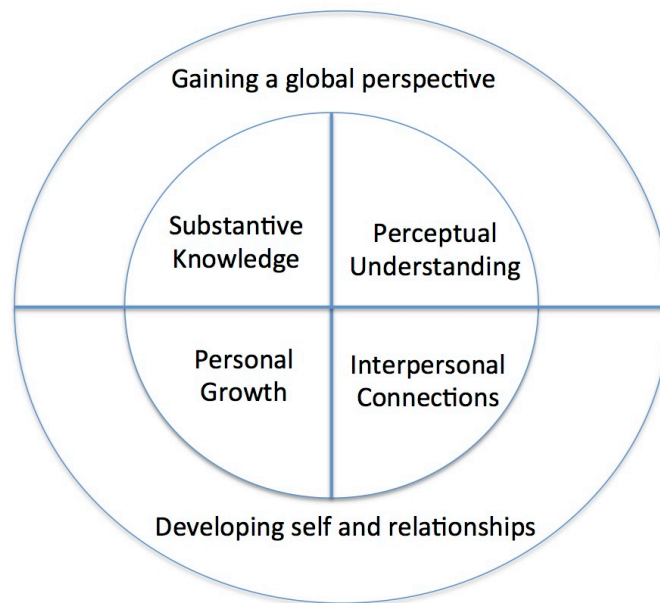 Gaining a global perspective
Substantive
Knowledge
Perceptual
Understanding
Personal
Growth
Interpersonal
Connections
Developing self and relationships